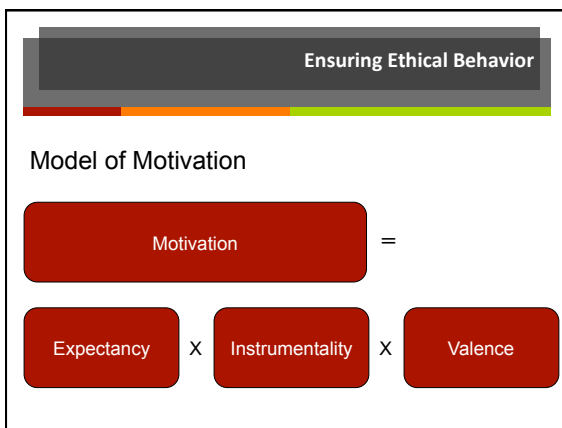 Ensuring Ethical Behavior
Model of Motivation
Motivation =
Expectancy X Instrumentality X Valence